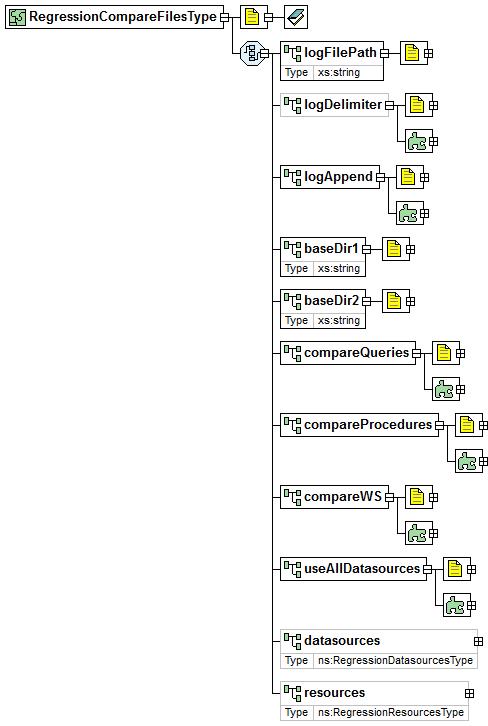 RegressionCompareFilesType
logFilePath
Type xs:string
logDelimiter
logAppend
baseDir1
Type xs:string
baseDir2
Type xs:string
compareQueries
compareProcedures
compareWS
useAllDatasources
datasources
Type ns:RegressionDatasourcesType
resources
Type ns:RegressionResourcesType